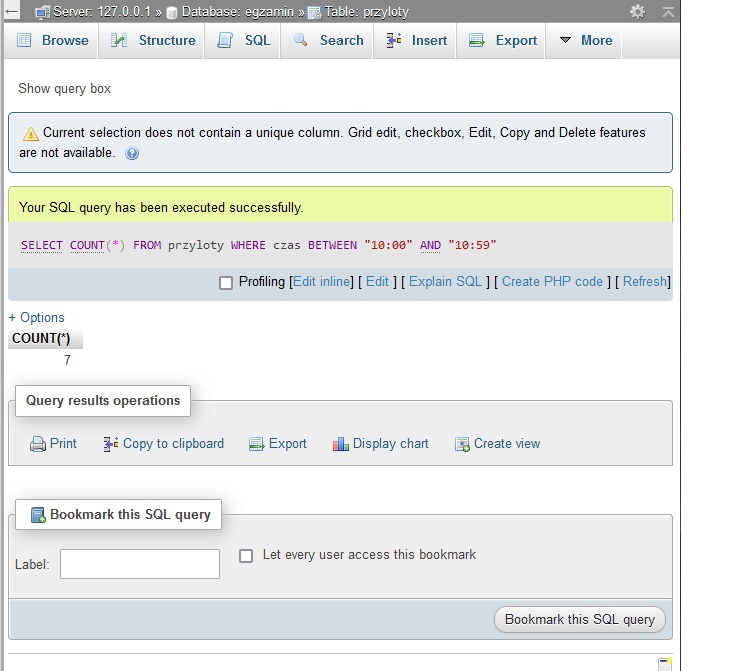 Server: 127.0.0.1 » Database: egzamin » Table: przyloty
Browse Structure SQL Search Insert Export More
Show query box
Current selection does not contain a unique column. Grid edit, checkbox, Edit, Copy and Delete features
are not available.
Your SQL query has been executed successfully.
SELECT COUNT(*) FROM przyloty WHERE czas BETWEEN "10:00" AND "10:59"
Profiling [Edit inline] [ Edit ] [ Explain SQL ] [ Create PHP code ] [ Refresh]
+ Options
COUNT(*)
7
Query results operations
Print Copy to clipboard Export Display chart Create view
Bookmark this SQL query
Label: Let every user access this bookmark
Bookmark this SQL query